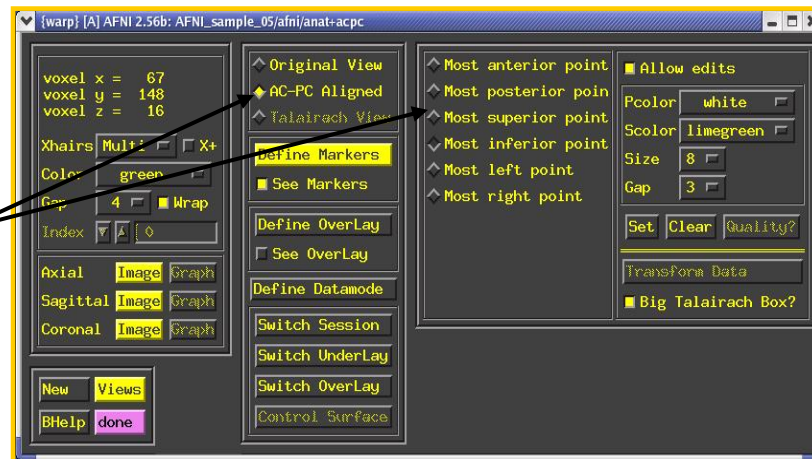 {warp} [A] AFNI 2.56b: AFNI_sample_05/afni/anat+acpc
voxel x = 67
voxel y = 148
voxel z = 16
Xhairs Multi X+
Color green
Gap 4 Wrap
Index 0
Axial Image Graph
Sagittal Image Graph
Coronal Image Graph
New Views
BHelp done
Original View
AC-PC Aligned
Talairach View
Define Markers
See Markers
Define OverLay
See OverLay
Define Datamode
Switch Session
Switch UnderLay
Switch OverLay
Control Surface
Most anterior point
Most posterior poin
Most superior point
Most inferior point
Most left point
Most right point
Allow edits
Pcolor white
Scolor limegreen
Size 8
Gap 3
Set Clear Quality?
Transform Data
Big Talairach Box?